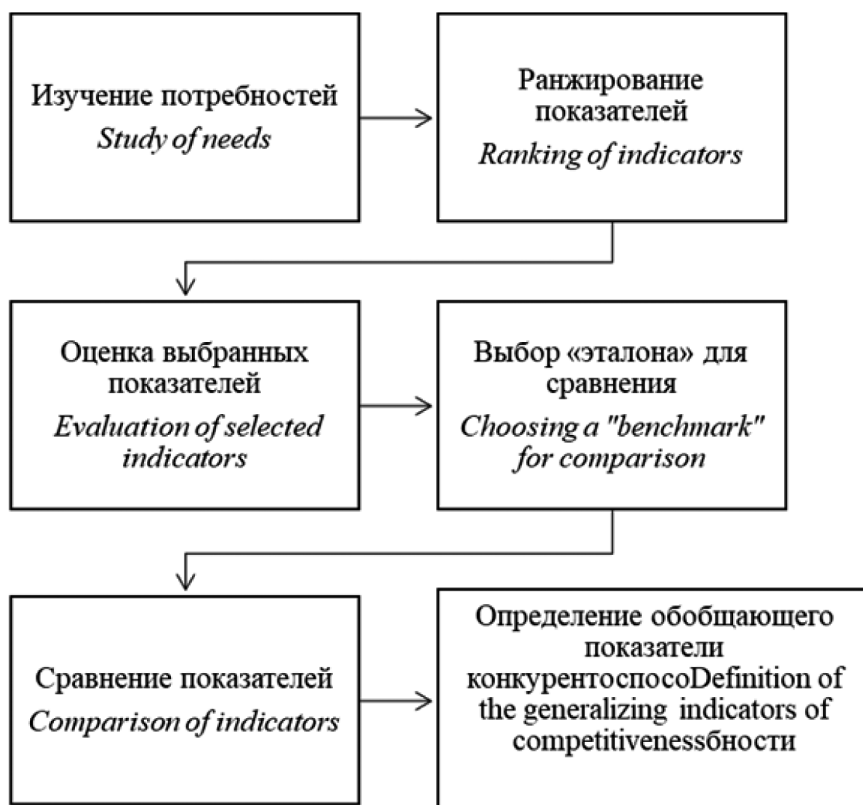 Изучение потребностей
Study of needs
Ранжирование
показателей
Ranking of indicators
Оценка выбранных
показателей
Evaluation of selected
indicators
Выбор «эталона» для
сравнения
Choosing a "benchmark"
for comparison
Сравнение показателей
Comparison of indicators
Определение обобщающего
показатели
конкурентоспосоDefinition of
the generalizing indicators of
competitivenessбности